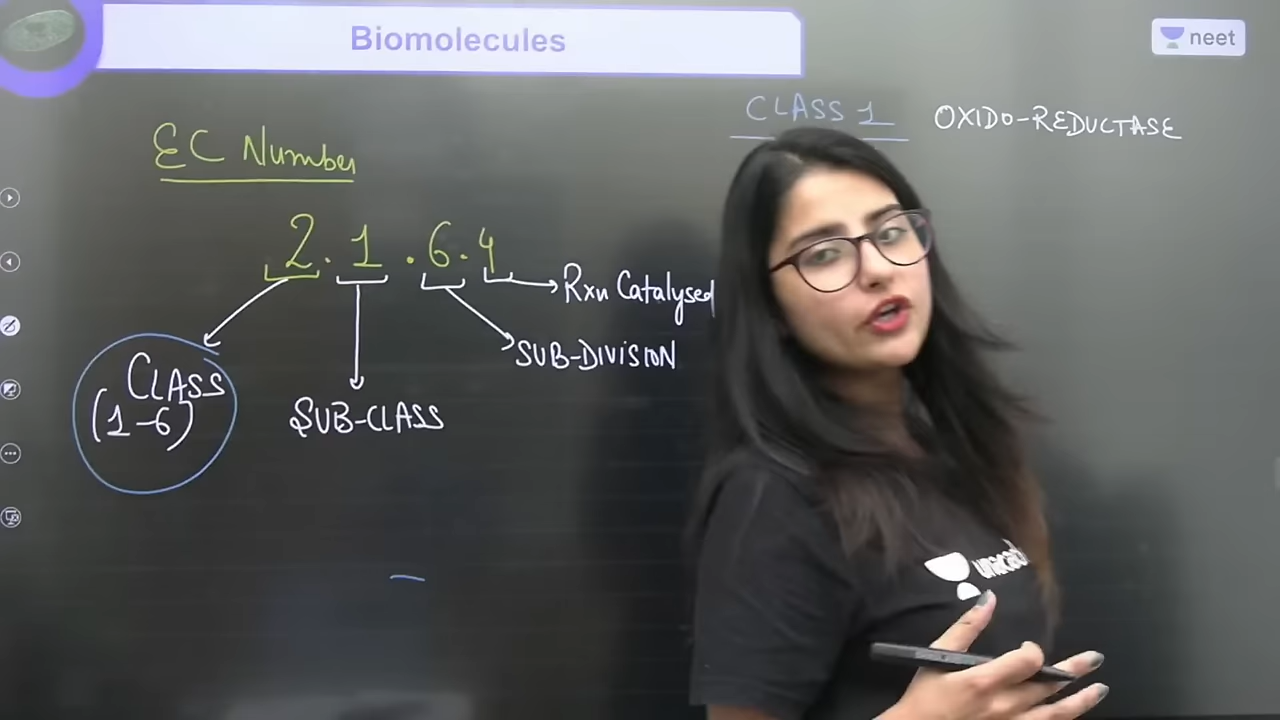 Biomolecules
neet
CLASS 1 OXIDO-REDUCTASE
EC Number
2.1.6.4
Rxn Catalysed
SUB-DIVISION
CLASS
(1-6)
SUB-CLASS